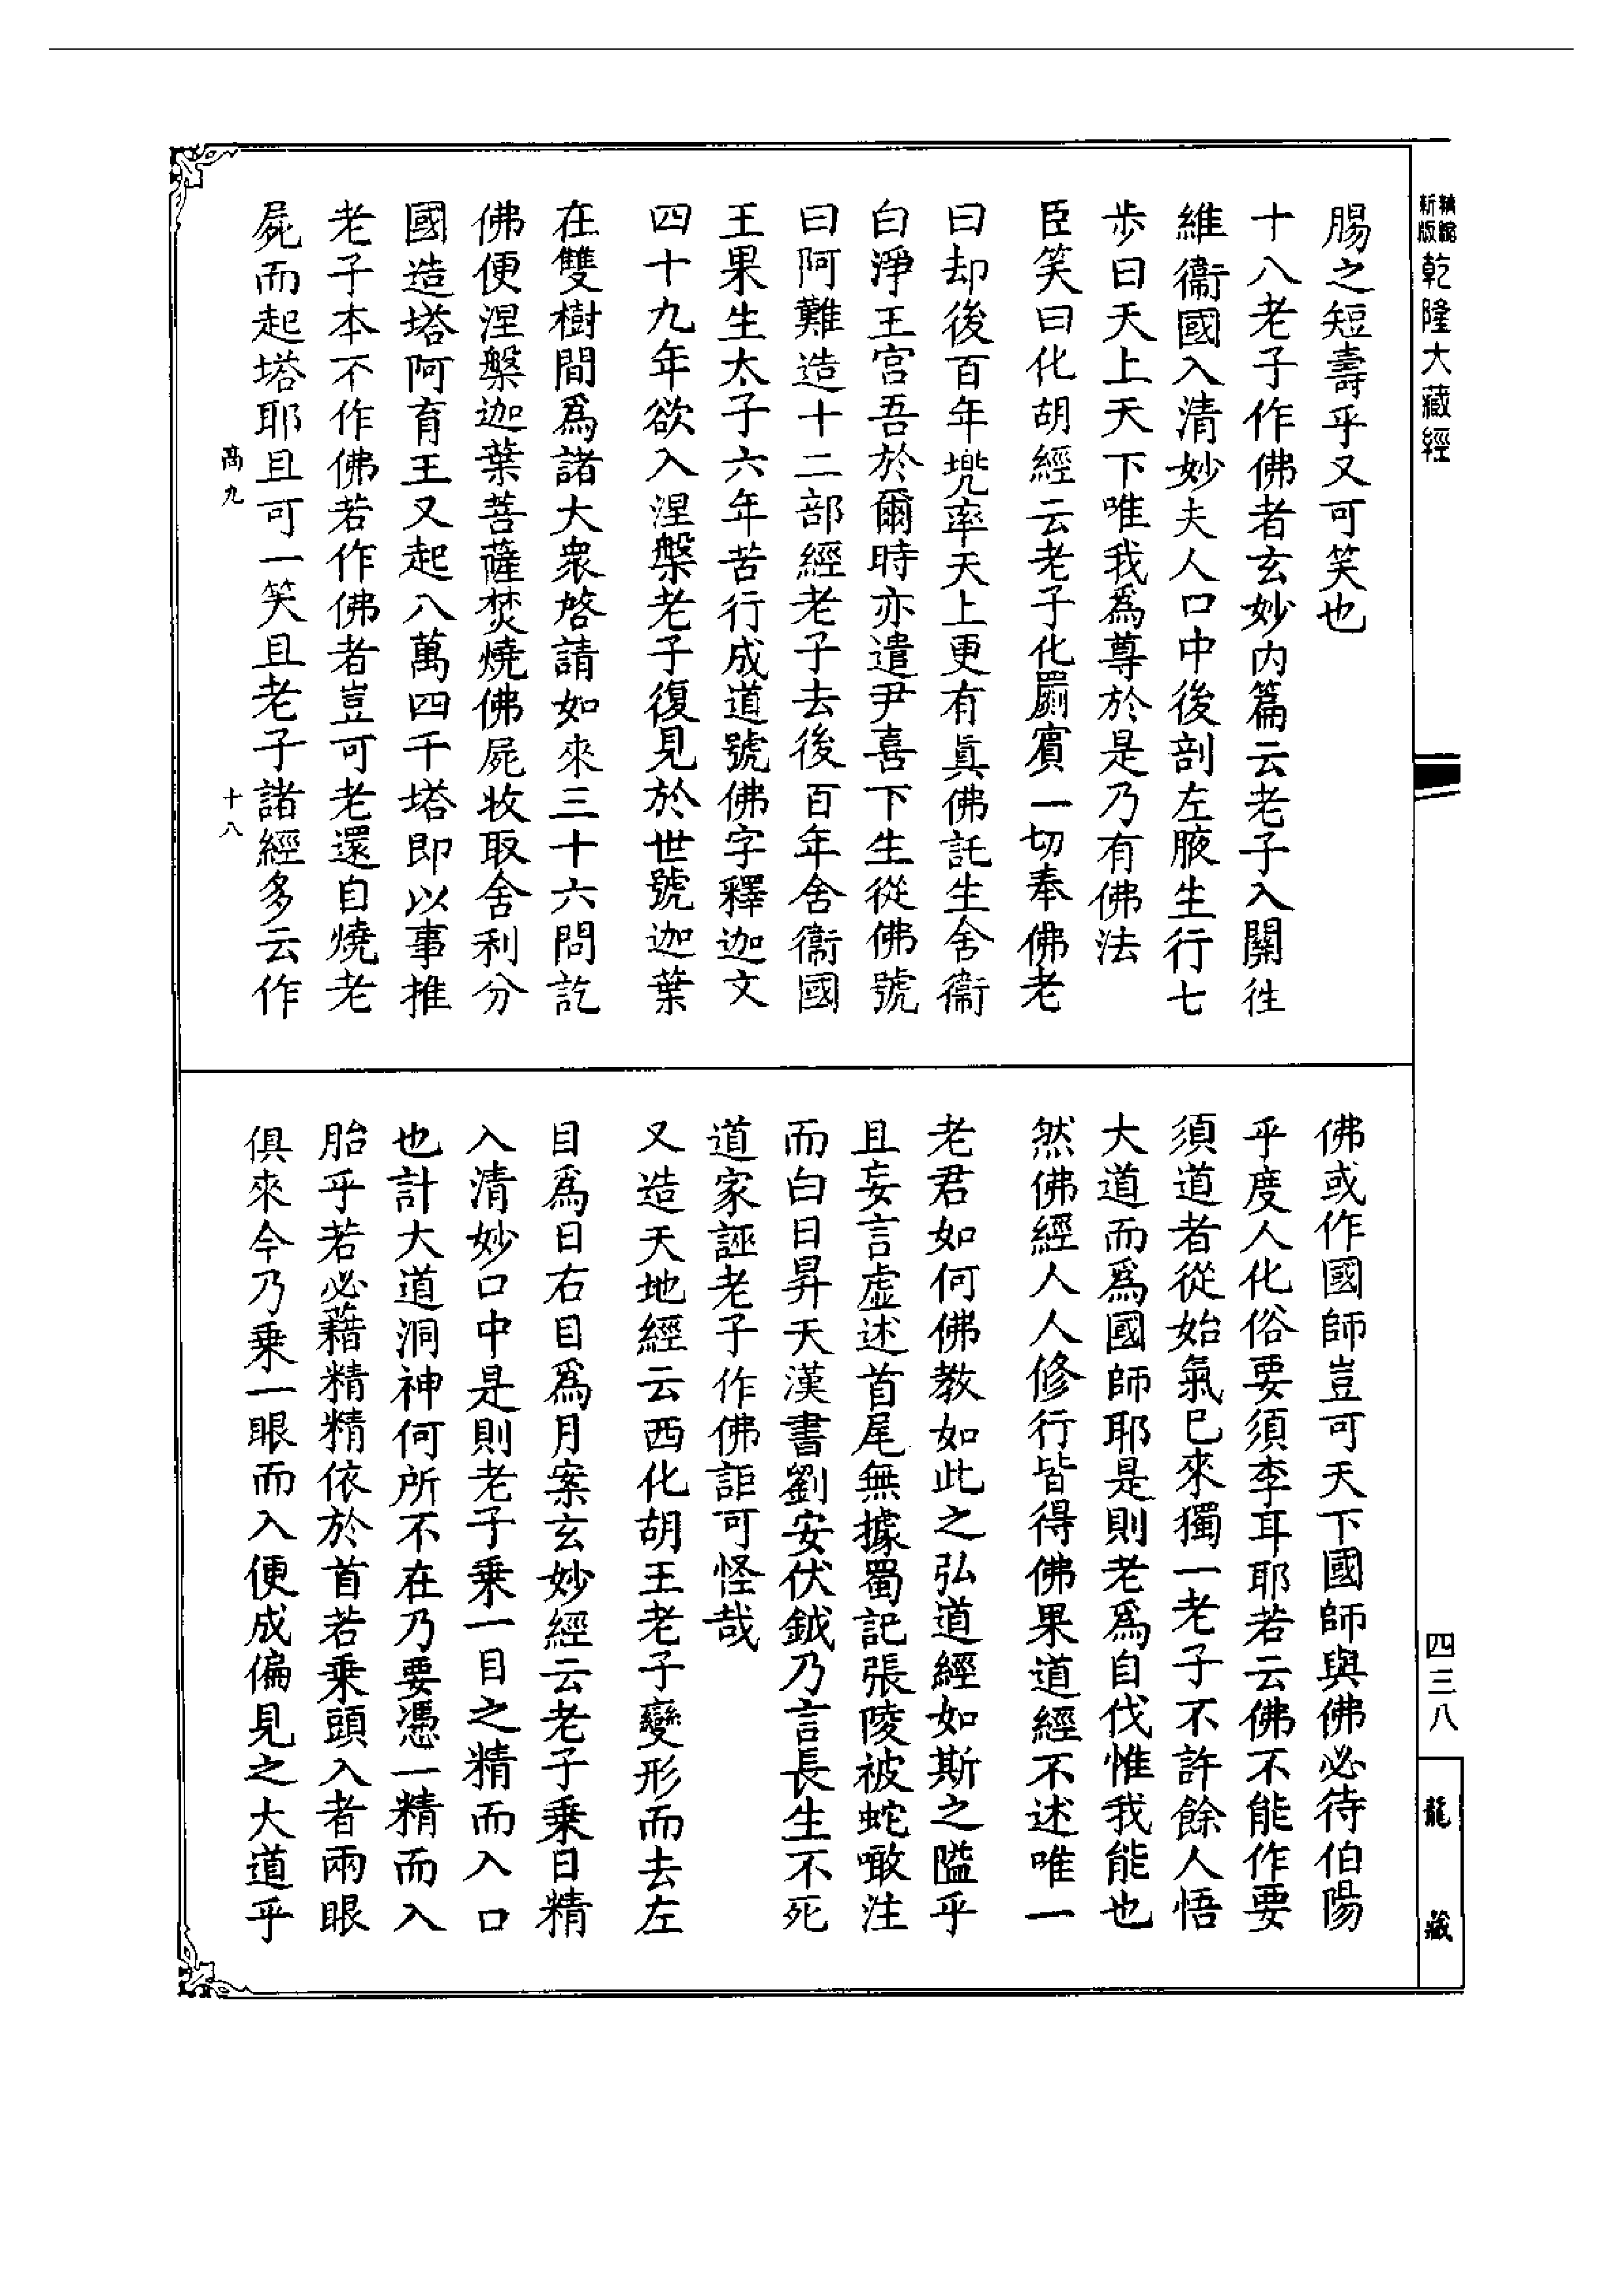 新編
新版
乾隆大藏經
腸之短壽乎又可笑也
十八老子作佛者玄妙內篇云老子入關往
維衞國入清妙夫人口中後剖左腋生行七
步曰天上天下唯我爲尊於是乃有佛法
臣笑曰化胡經云老子化罽賓一切奉佛老
曰却後百年兠率天上更有眞佛託生舍衞
白淨王宮吾於爾時亦遣尹喜下生從佛號
曰阿難造十二部經老子去後百年舍衞國
王果生太子六年苦行成道號佛字釋迦文
四十九年欲入涅槃老子復見於世號迦葉
在雙樹間爲諸大衆啓請如來三十六問訖
佛便涅槃迦葉菩薩焚燒佛屍收取舍利分
國造塔阿育王又起八萬四千塔即以事推
老子本不作佛若作佛者豈可老還自燒老
屍而起塔耶且可一笑且老子諸經多云作
高九 十八
佛或作國師豈可天下國師與佛必待伯陽
乎度人化俗要須李耳耶若云佛不能作要
須道者從始氣已來獨一老子不許餘人悟
大道而爲國師耶是則老爲自伐惟我能也
然佛經人人修行皆得佛果道經不述唯一
老君如何佛教如此之弘道經如斯之隘乎
且妄言虛述首尾無據蜀記張陵被蛇噉注
而白日昇天漢書劉安伏鉞乃言長生不死
道家誣老子作佛詎可怪哉
又造天地經云西化胡王老子變形而去左
目爲日右目爲月案玄妙經云老子乗日精
入清妙口中是則老子乗一目之精而入口
也計大道洞神何所不在乃要憑一精而入
胎乎若必藉精精依於首若乗頭入者兩眼
俱來今乃乗一眼而入便成偏見之大道乎
四三八
龍藏